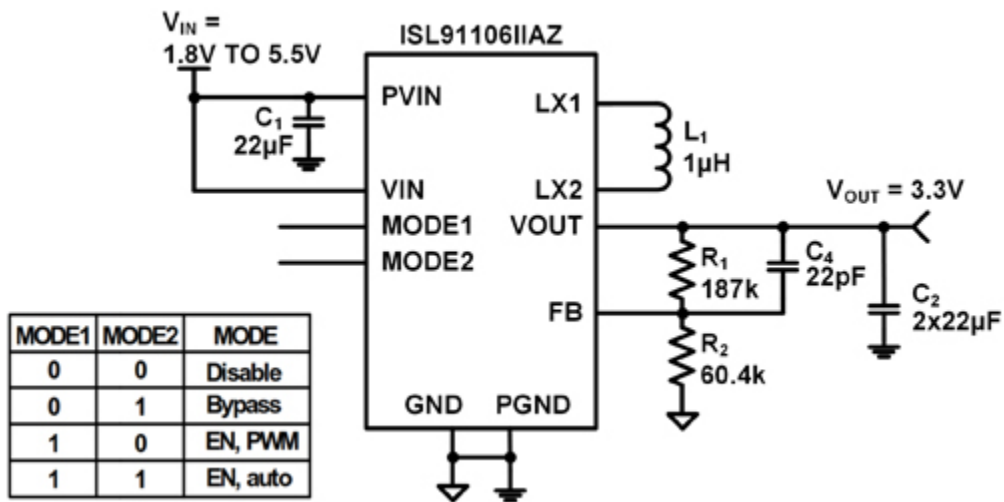 V_IN =
1.8V TO 5.5V
ISL91106IIAZ
PVIN
LX1
C₁
22µF
L₁
1µH
VIN
LX2
V_OUT = 3.3V
MODE1
VOUT
MODE2
R₁
187k
C₄
22pF
C₂
2x22µF
FB
R₂
60.4k
GND PGND
MODE1 MODE2 MODE
0 0 Disable
0 1 Bypass
1 0 EN, PWM
1 1 EN, auto